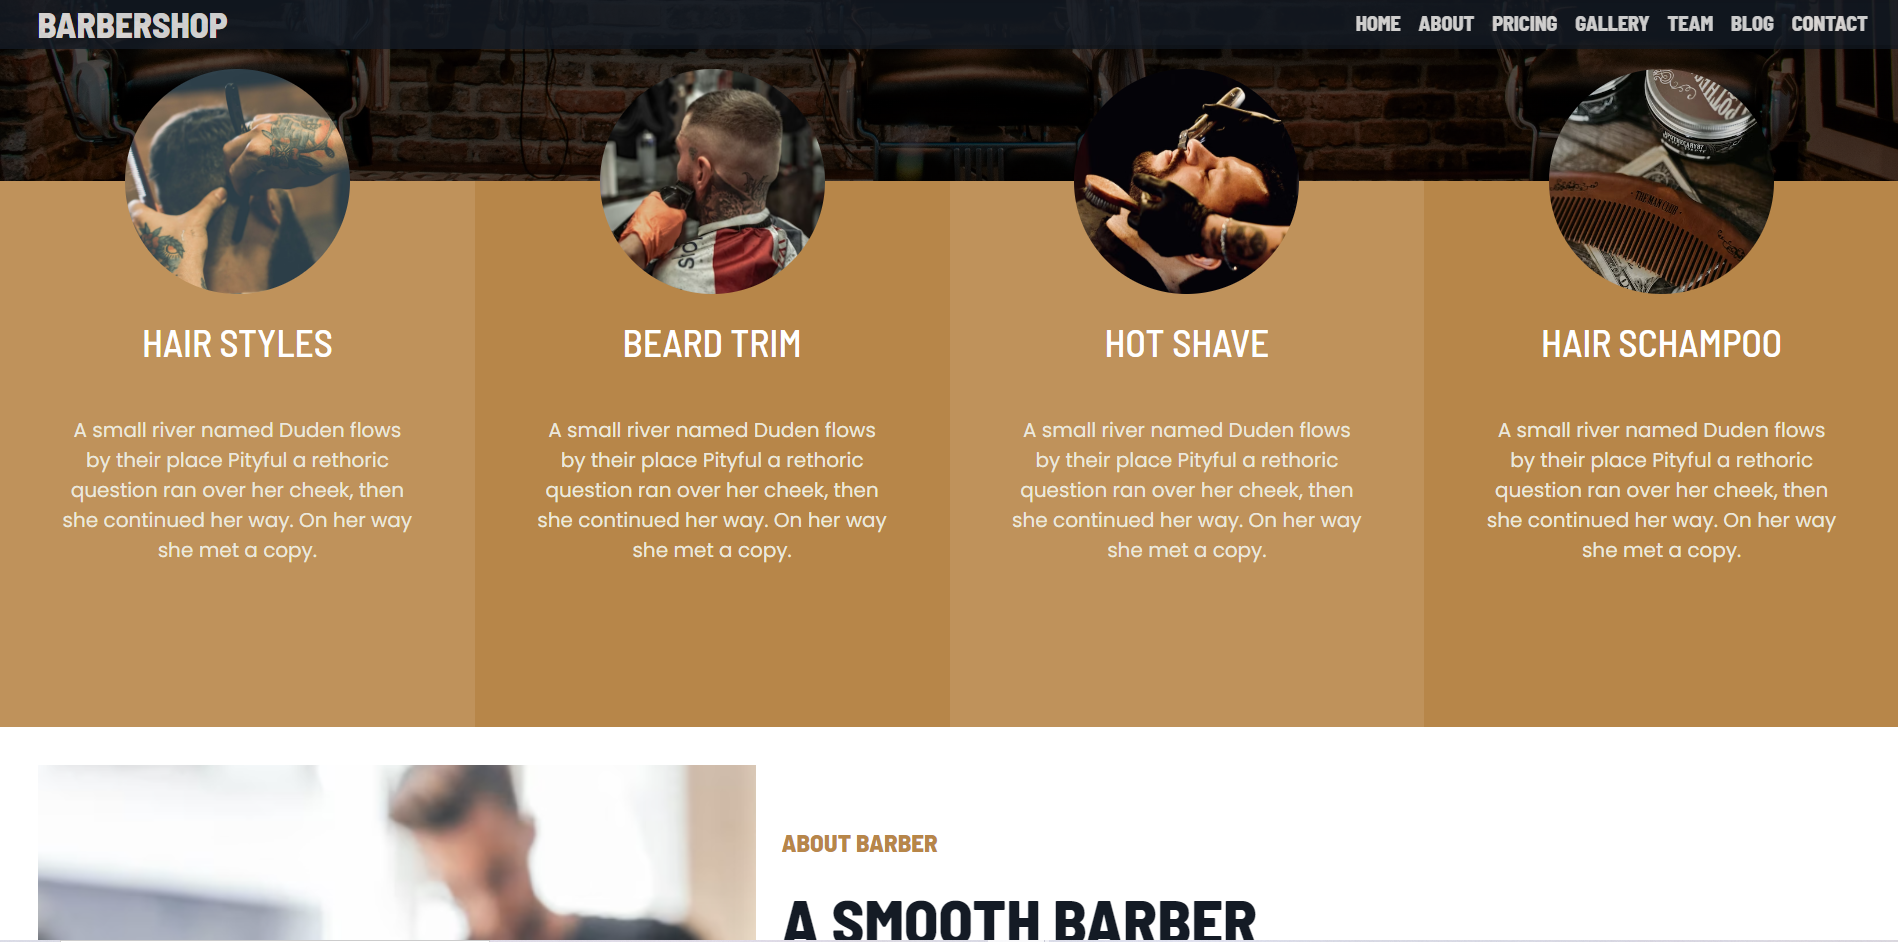 BARBERSHOP
HOME ABOUT PRICING GALLERY TEAM BLOG CONTACT
THE MAN CLUB
HAIR STYLES
A small river named Duden flows
by their place Pityful a rethoric
question ran over her cheek, then
she continued her way. On her way
she met a copy.
BEARD TRIM
A small river named Duden flows
by their place Pityful a rethoric
question ran over her cheek, then
she continued her way. On her way
she met a copy.
HOT SHAVE
A small river named Duden flows
by their place Pityful a rethoric
question ran over her cheek, then
she continued her way. On her way
she met a copy.
HAIR SCHAMPOO
A small river named Duden flows
by their place Pityful a rethoric
question ran over her cheek, then
she continued her way. On her way
she met a copy.
ABOUT BARBER
A SMOOTH BARBER